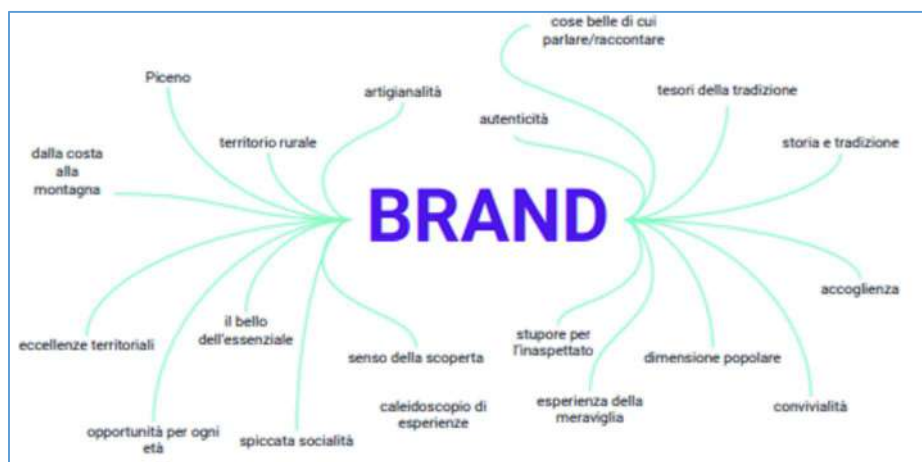 cose belle di cui
parlare/raccontare
Piceno
artigianalità
tesori della tradizione
autenticità
territorio rurale
storia e tradizione
dalla costa
alla
montagna
BRAND
accoglienza
il bello
dell'essenziale
eccellenze territoriali
stupore per
l'inaspettato
senso della scoperta
dimensione popolare
esperienza della
meraviglia
caleidoscopio di
esperienze
convivialità
opportunità per ogni
età
spiccata socialità